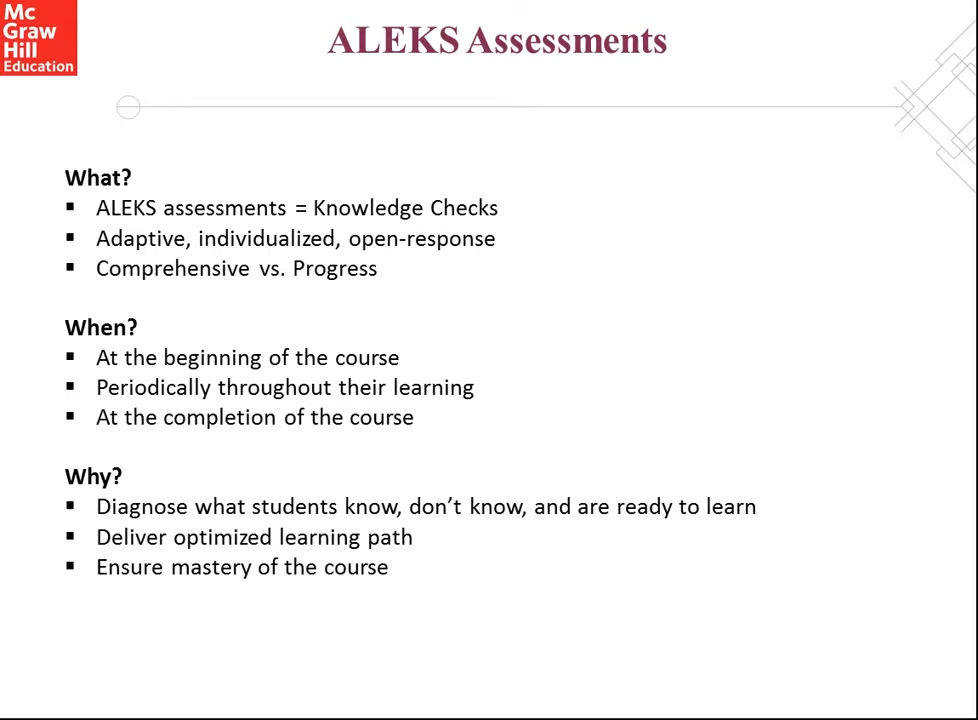 Mc
Graw
Hill
Education
ALEKS Assessments
What?
▪ ALEKS assessments = Knowledge Checks
▪ Adaptive, individualized, open-response
▪ Comprehensive vs. Progress
When?
▪ At the beginning of the course
▪ Periodically throughout their learning
▪ At the completion of the course
Why?
▪ Diagnose what students know, don’t know, and are ready to learn
▪ Deliver optimized learning path
▪ Ensure mastery of the course